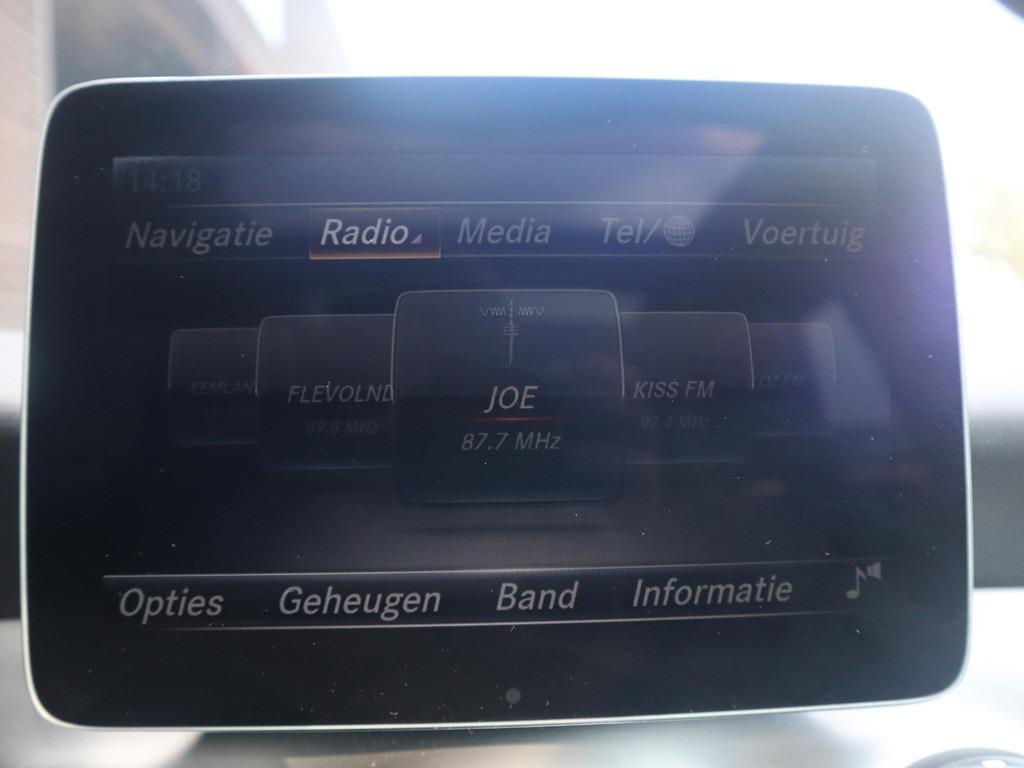 14:18
Navigatie Radio Media Tel/ Voertuig
FLEVOLND JOE KISS FM
89.8 MHz 87.7 MHz 97.4 MHz
Opties Geheugen Band Informatie